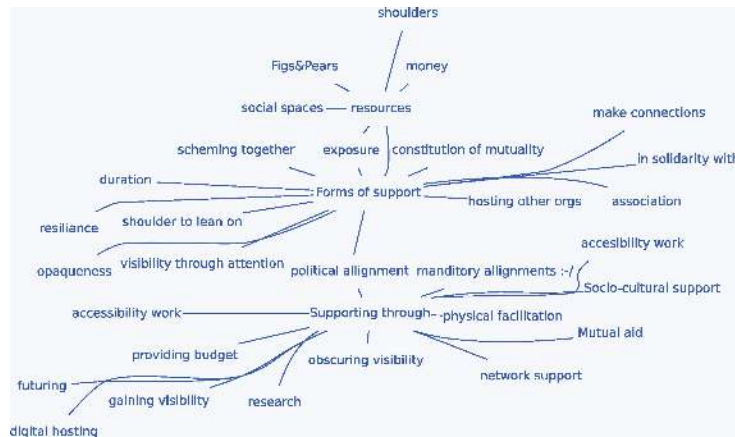 shoulders
Figs&Pears
money
social spaces
resources
make connections
scheming together
exposure
constitution of mutuality
in solidarity with
duration
Forms of support
hosting other orgs
association
resiliance
shoulder to lean on
opaqueness
visibility through attention
political allignment
manditory allignments :-/
accesibility work
Socio-cultural support
accessibility work
Supporting through
physical facilitation
Mutual aid
providing budget
obscuring visibility
network support
futuring
gaining visibility
research
digital hosting